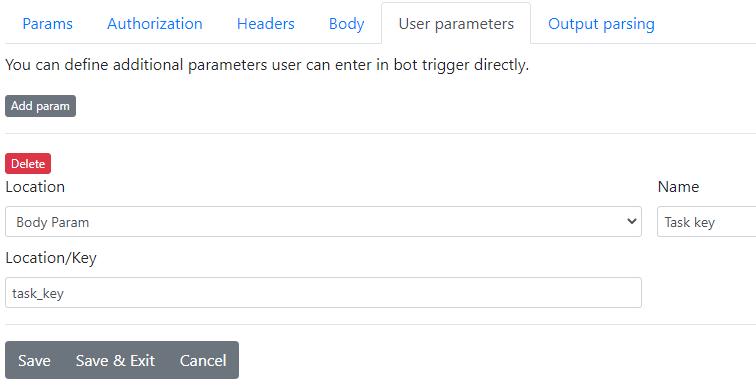 Params Authorization Headers Body User parameters Output parsing
You can define additional parameters user can enter in bot trigger directly.
Add param
Delete
Location Name
Body Param Task key
Location/Key
task_key
Save Save & Exit Cancel